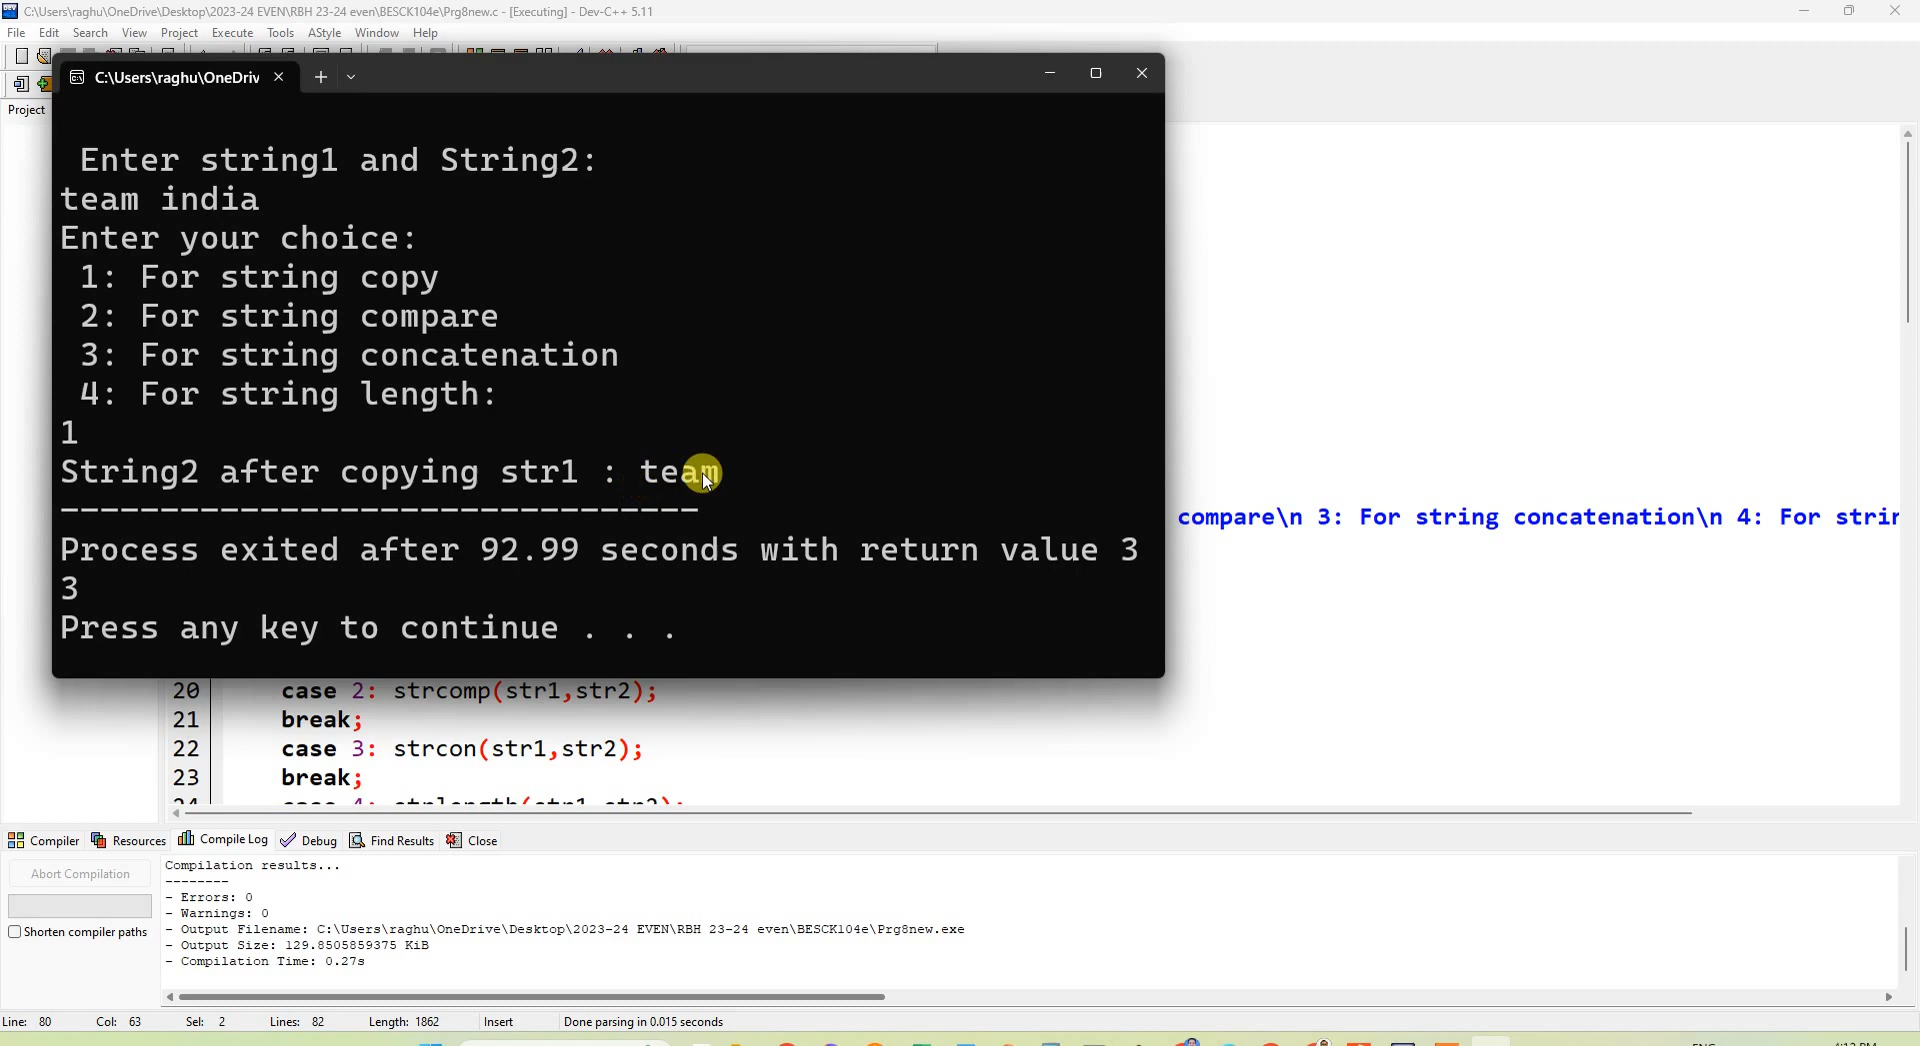 C:\Users\raghu\OneDrive\Desktop\2023-24 EVEN\RBH 23-24 even\BESCK104e\Prg8new.c - [Executing] - Dev-C++ 5.11
File Edit Search View Project Execute Tools AStyle Window Help
C:\Users\raghu\OneDriv
Project
Enter string1 and String2:
team india
Enter your choice:
1: For string copy
2: For string compare
3: For string concatenation
4: For string length:
1
String2 after copying str1 : team
--------------------------------
compare\n 3: For string concatenation\n 4: For strin
Process exited after 92.99 seconds with return value 3
3
Press any key to continue . . .
20 case 2: strcomp(str1,str2);
21 break;
22 case 3: strcon(str1,str2);
23 break;
24 case 4: strlength(str1,str2);
Compiler Resources Compile Log Debug Find Results Close
Abort Compilation
Shorten compiler paths
Compilation results...
--------
- Errors: 0
- Warnings: 0
- Output Filename: C:\Users\raghu\OneDrive\Desktop\2023-24 EVEN\RBH 23-24 even\BESCK104e\Prg8new.exe
- Output Size: 129.8505859375 KiB
- Compilation Time: 0.27s
Line: 80 Col: 63 Sel: 2 Lines: 82 Length: 1862 Insert Done parsing in 0.015 seconds